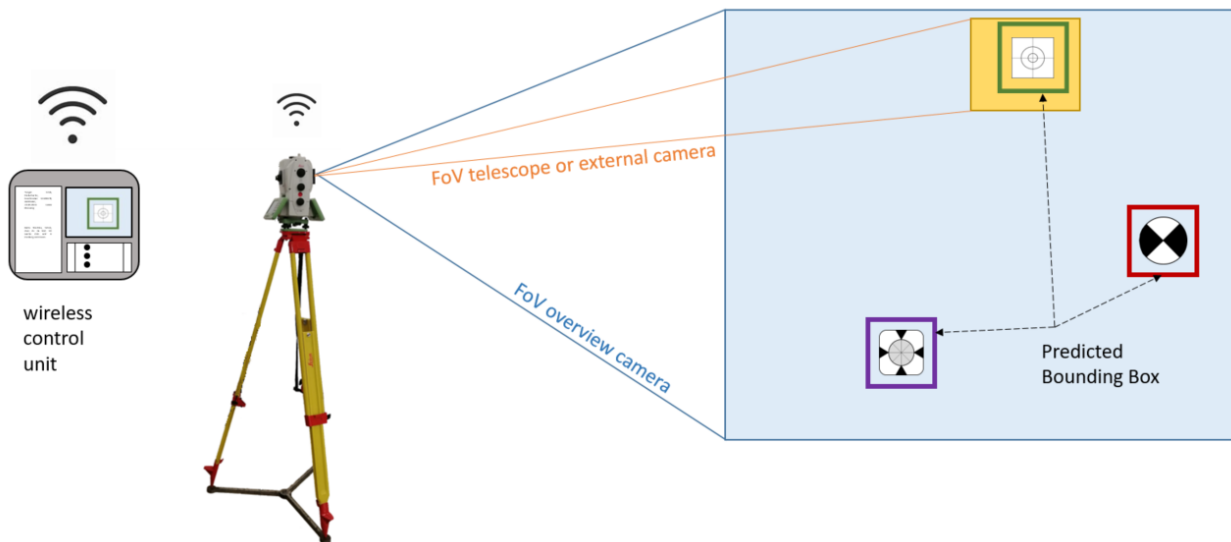 FoV telescope or external camera
FoV overview camera
wireless
control
unit
Predicted
Bounding Box